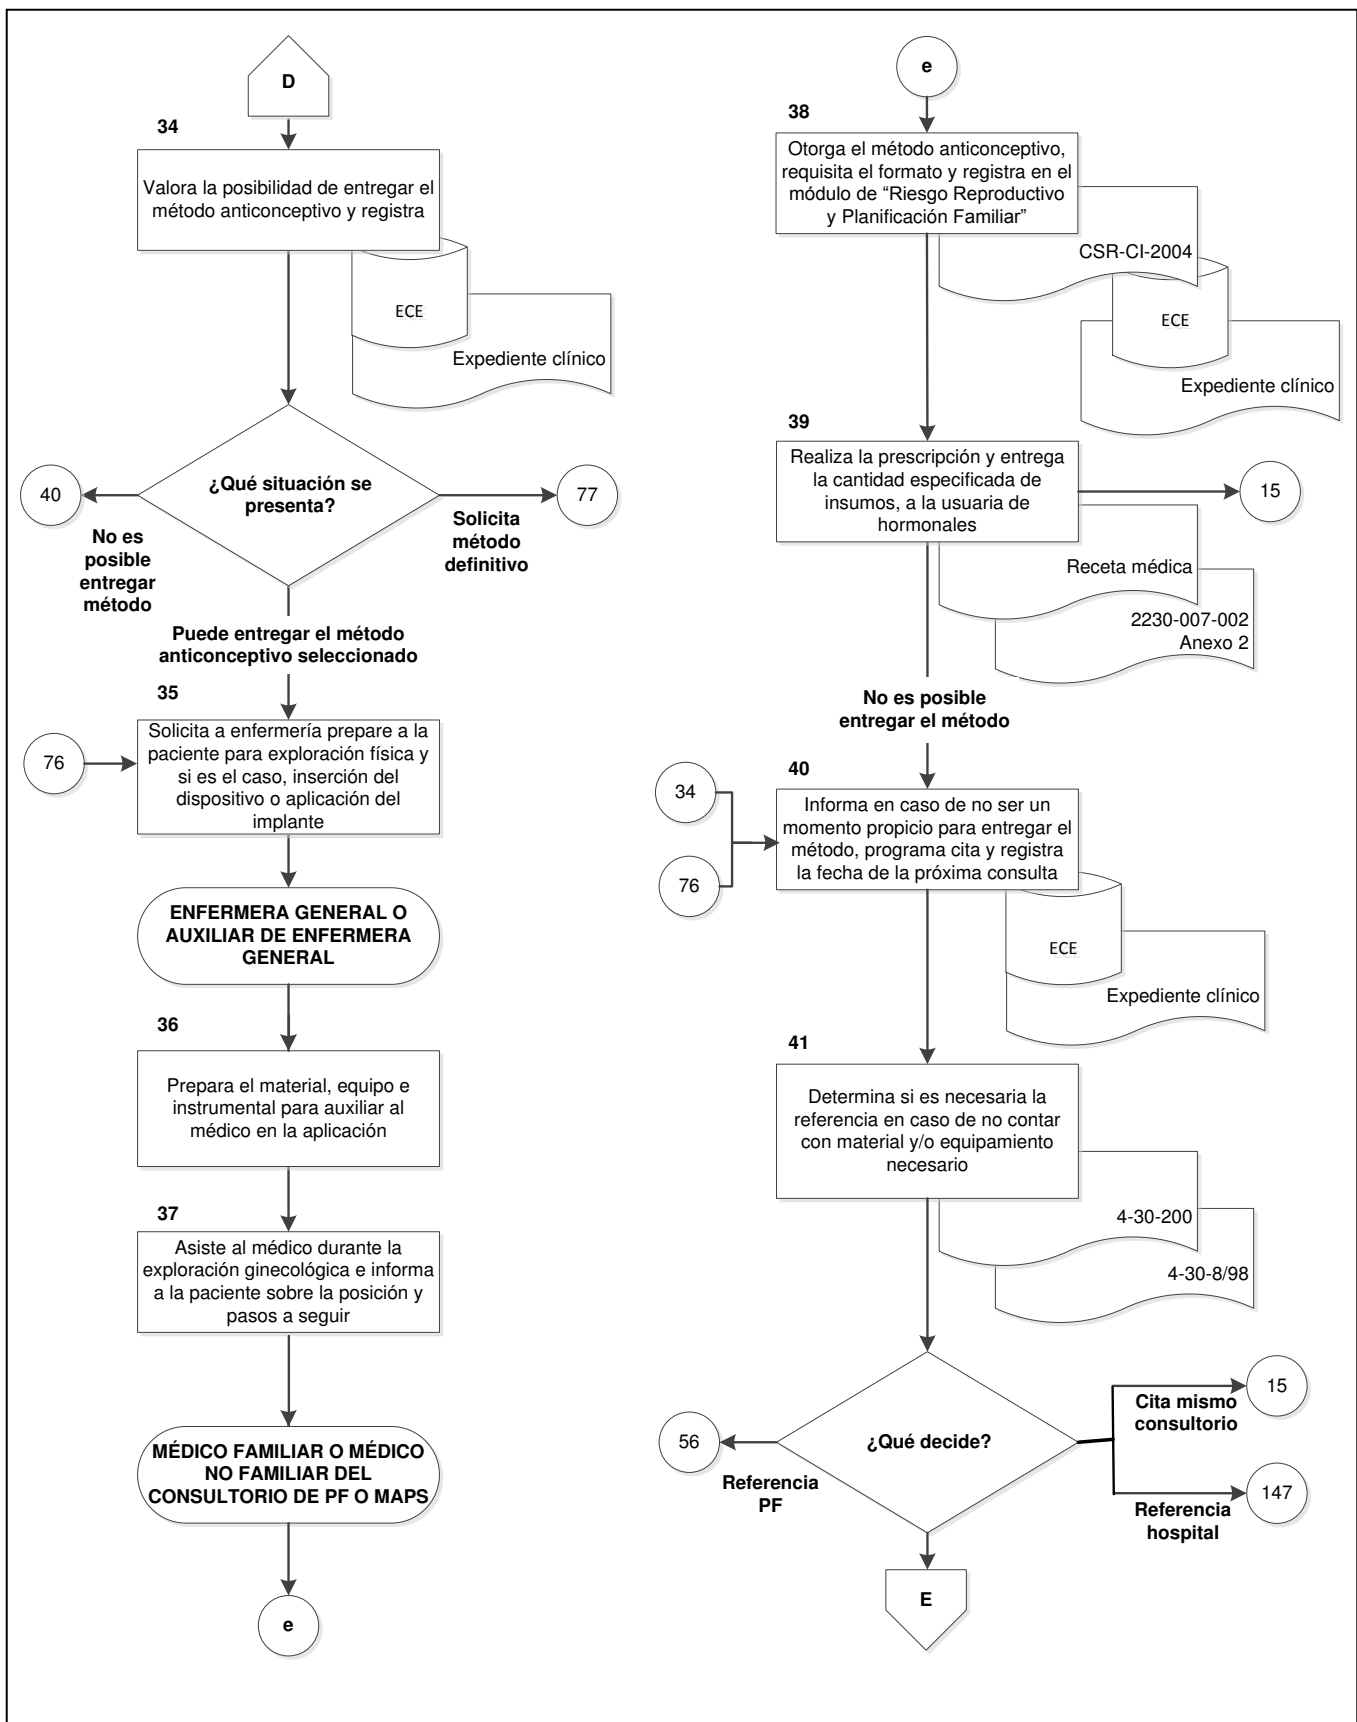 D
34
Valora la posibilidad de entregar el
método anticonceptivo y registra
ECE
Expediente clínico
¿Qué situación se
presenta?
40
No es
posible
entregar
método
77
Solicita
método
definitivo
Puede entregar el método
anticonceptivo seleccionado
35
76
Solicita a enfermería prepare a la
paciente para exploración física y
si es el caso, inserción del
dispositivo o aplicación del
implante
ENFERMERA GENERAL O
AUXILIAR DE ENFERMERA
GENERAL
36
Prepara el material, equipo e
instrumental para auxiliar al
médico en la aplicación
37
Asiste al médico durante la
exploración ginecológica e informa
a la paciente sobre la posición y
pasos a seguir
MÉDICO FAMILIAR O MÉDICO
NO FAMILIAR DEL
CONSULTORIO DE PF O MAPS
e
e
38
Otorga el método anticonceptivo,
requisita el formato y registra en el
módulo de “Riesgo Reproductivo
y Planificación Familiar”
CSR-CI-2004
ECE
Expediente clínico
39
Realiza la prescripción y entrega
la cantidad especificada de
insumos, a la usuaria de
hormonales
15
Receta médica
2230-007-002
Anexo 2
No es posible
entregar el método
40
34
76
Informa en caso de no ser un
momento propicio para entregar el
método, programa cita y registra
la fecha de la próxima consulta
ECE
Expediente clínico
41
Determina si es necesaria la
referencia en caso de no contar
con material y/o equipamiento
necesario
4-30-200
4-30-8/98
¿Qué decide?
56
Referencia
PF
15
Cita mismo
consultorio
147
Referencia
hospital
E